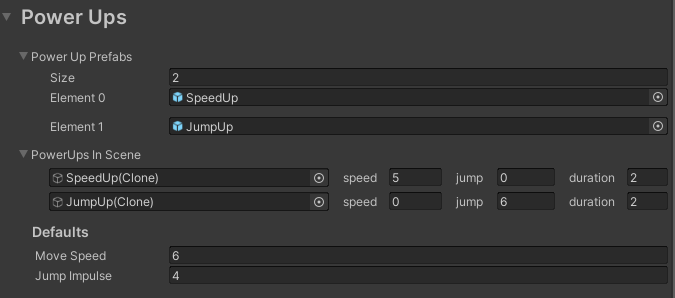 Power Ups
Power Up Prefabs
Size 2
Element 0 SpeedUp
Element 1 JumpUp
PowerUps In Scene
SpeedUp(Clone) speed 5 jump 0 duration 2
JumpUp(Clone) speed 0 jump 6 duration 2
Defaults
Move Speed 6
Jump Impulse 4